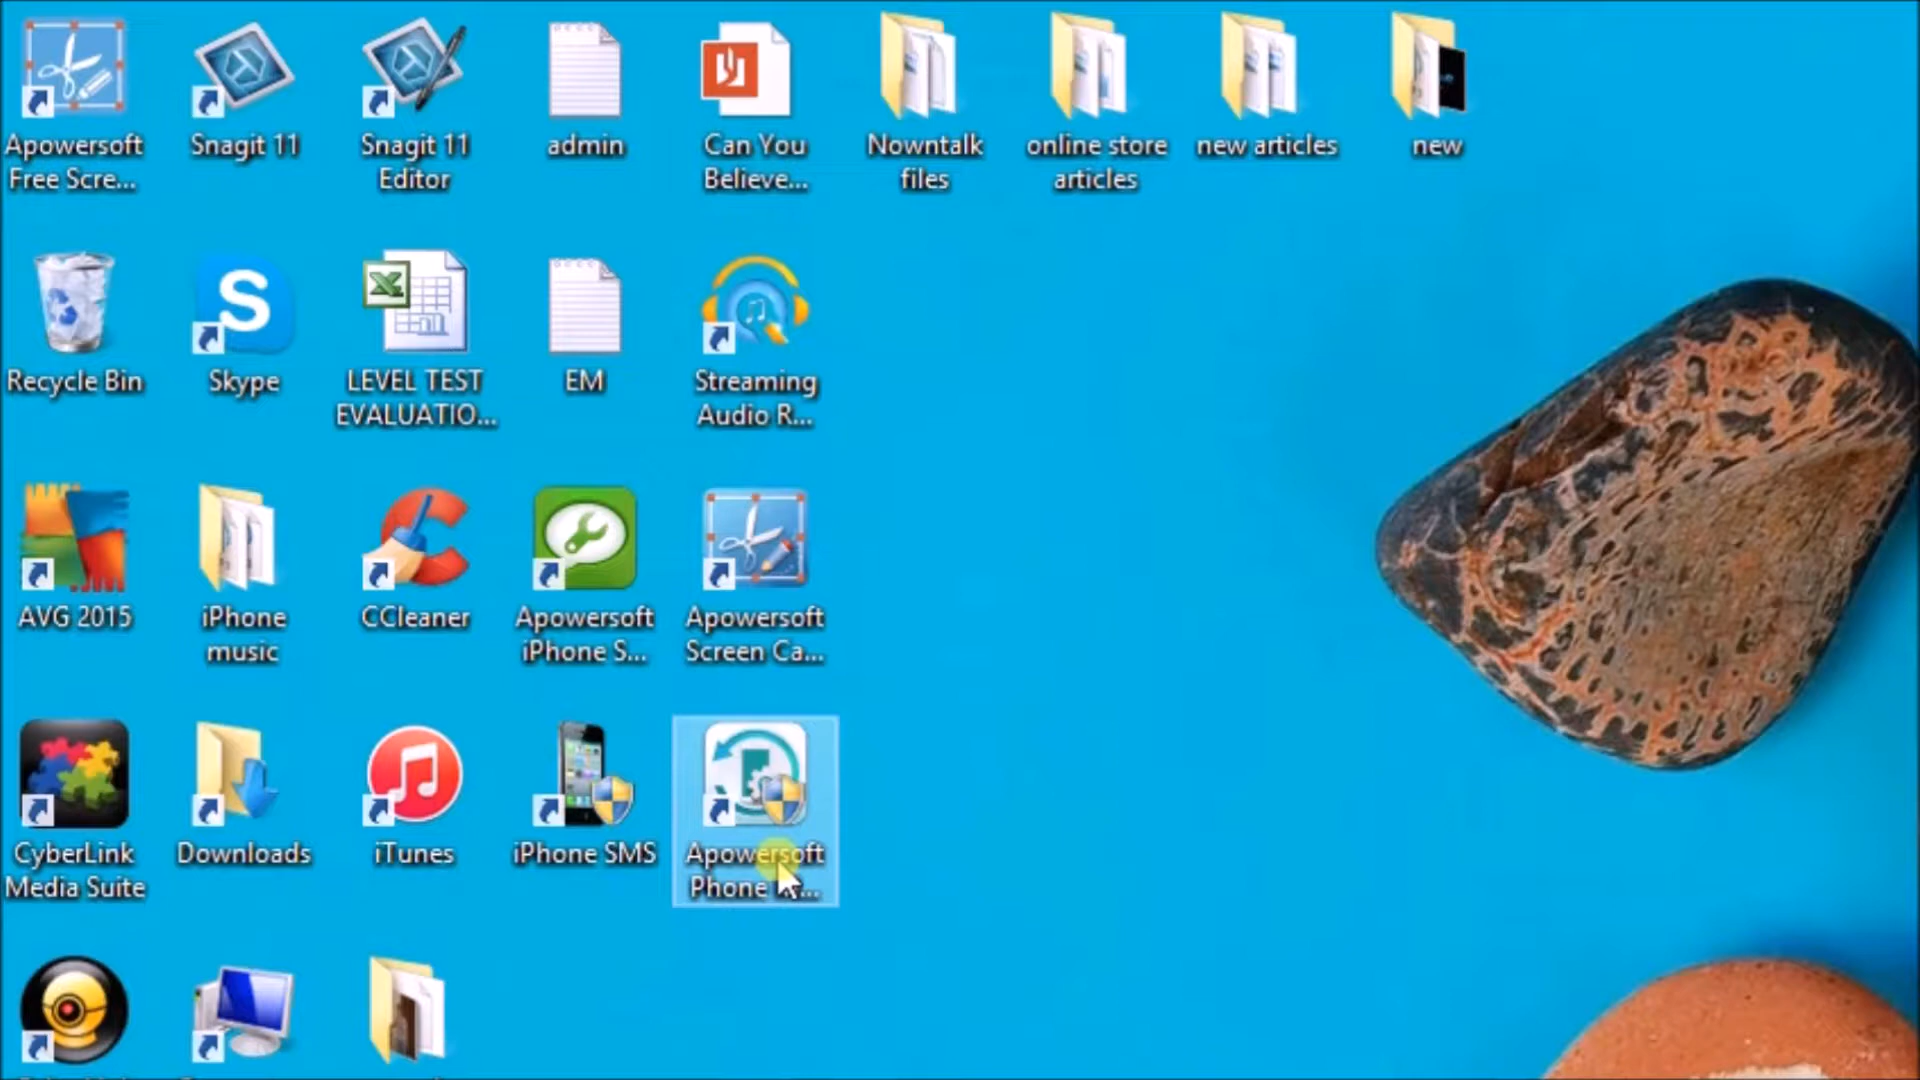 Apowersoft
Free Scre...
Snagit 11
Snagit 11
Editor
admin
Can You
Believe...
Nowntalk
files
online store
articles
new articles
new
Recycle Bin
Skype
LEVEL TEST
EVALUATIO...
EM
Streaming
Audio R...
AVG 2015
iPhone
music
CCleaner
Apowersoft
iPhone S...
Apowersoft
Screen Ca...
CyberLink
Media Suite
Downloads
iTunes
iPhone SMS
Apowersoft
Phone